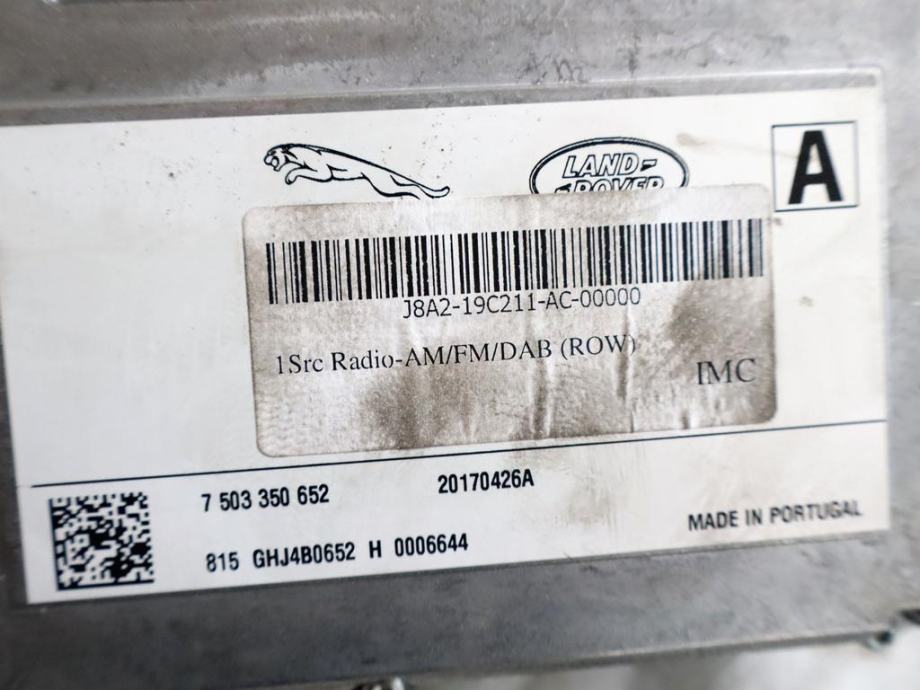 LAND-
ROVER
A
J8A2-19C211-AC-00000
1Src Radio-AM/FM/DAB (ROW)
IMC
7 503 350 652
20170426A
815 GHJ4B0652 H 0006644
MADE IN PORTUGAL